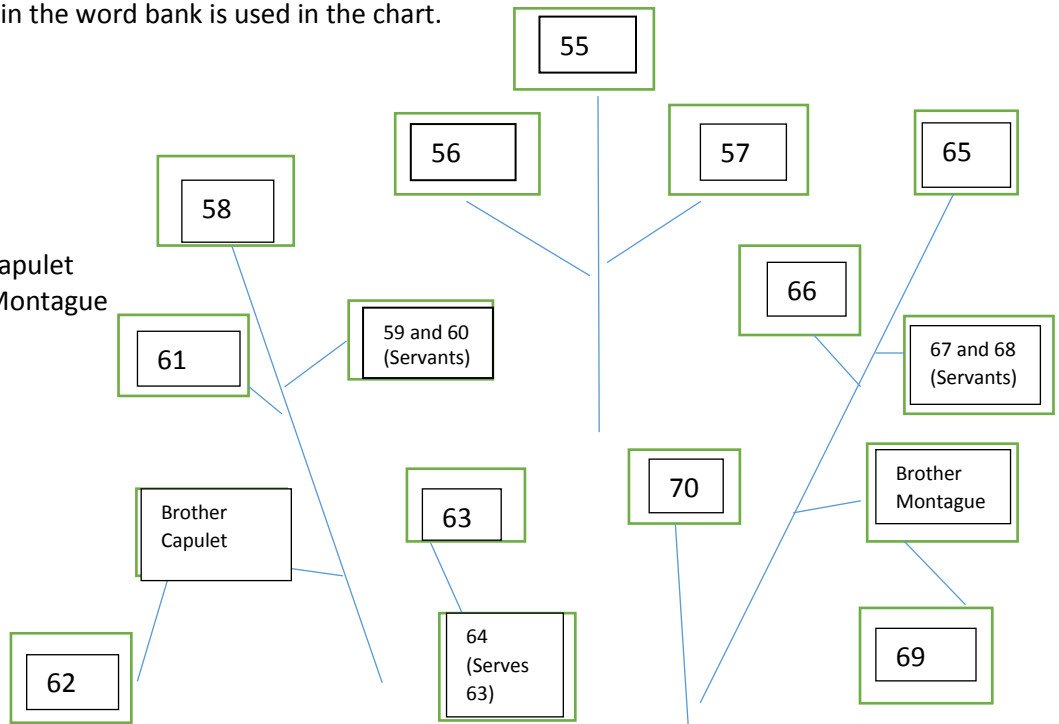 in the word bank is used in the chart.
55
56
57
65
58
apulet
Montague
66
61
59 and 60
(Servants)
67 and 68
(Servants)
Brother
Capulet
63
70
Brother
Montague
62
64
(Serves
63)
69